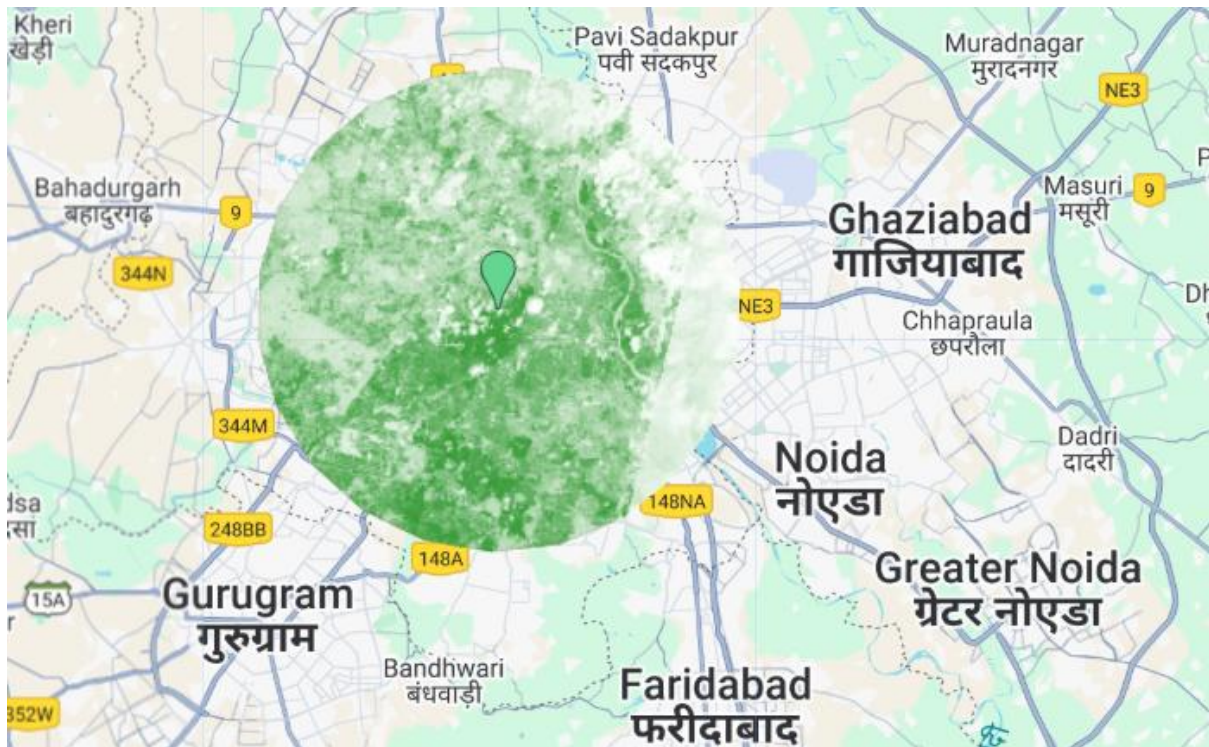 Kheri
खेड़ी
Pavi Sadakpur
पवी सदकपुर
Muradnagar
मुरादनगर
NE3
Bahadurgarh
बहादुरगढ़
9
Masuri
मसूरी
9
Ghaziabad
गाजियाबाद
344N
NE3
Chhapraula
छपरौला
344M
Dadri
दादरी
Noida
नोएडा
148NA
248BB
148A
Greater Noida
ग्रेटर नोएडा
15A
Gurugram
गुरुग्राम
Bandhwari
बंधवाड़ी
Faridabad
फरीदाबाद
352W